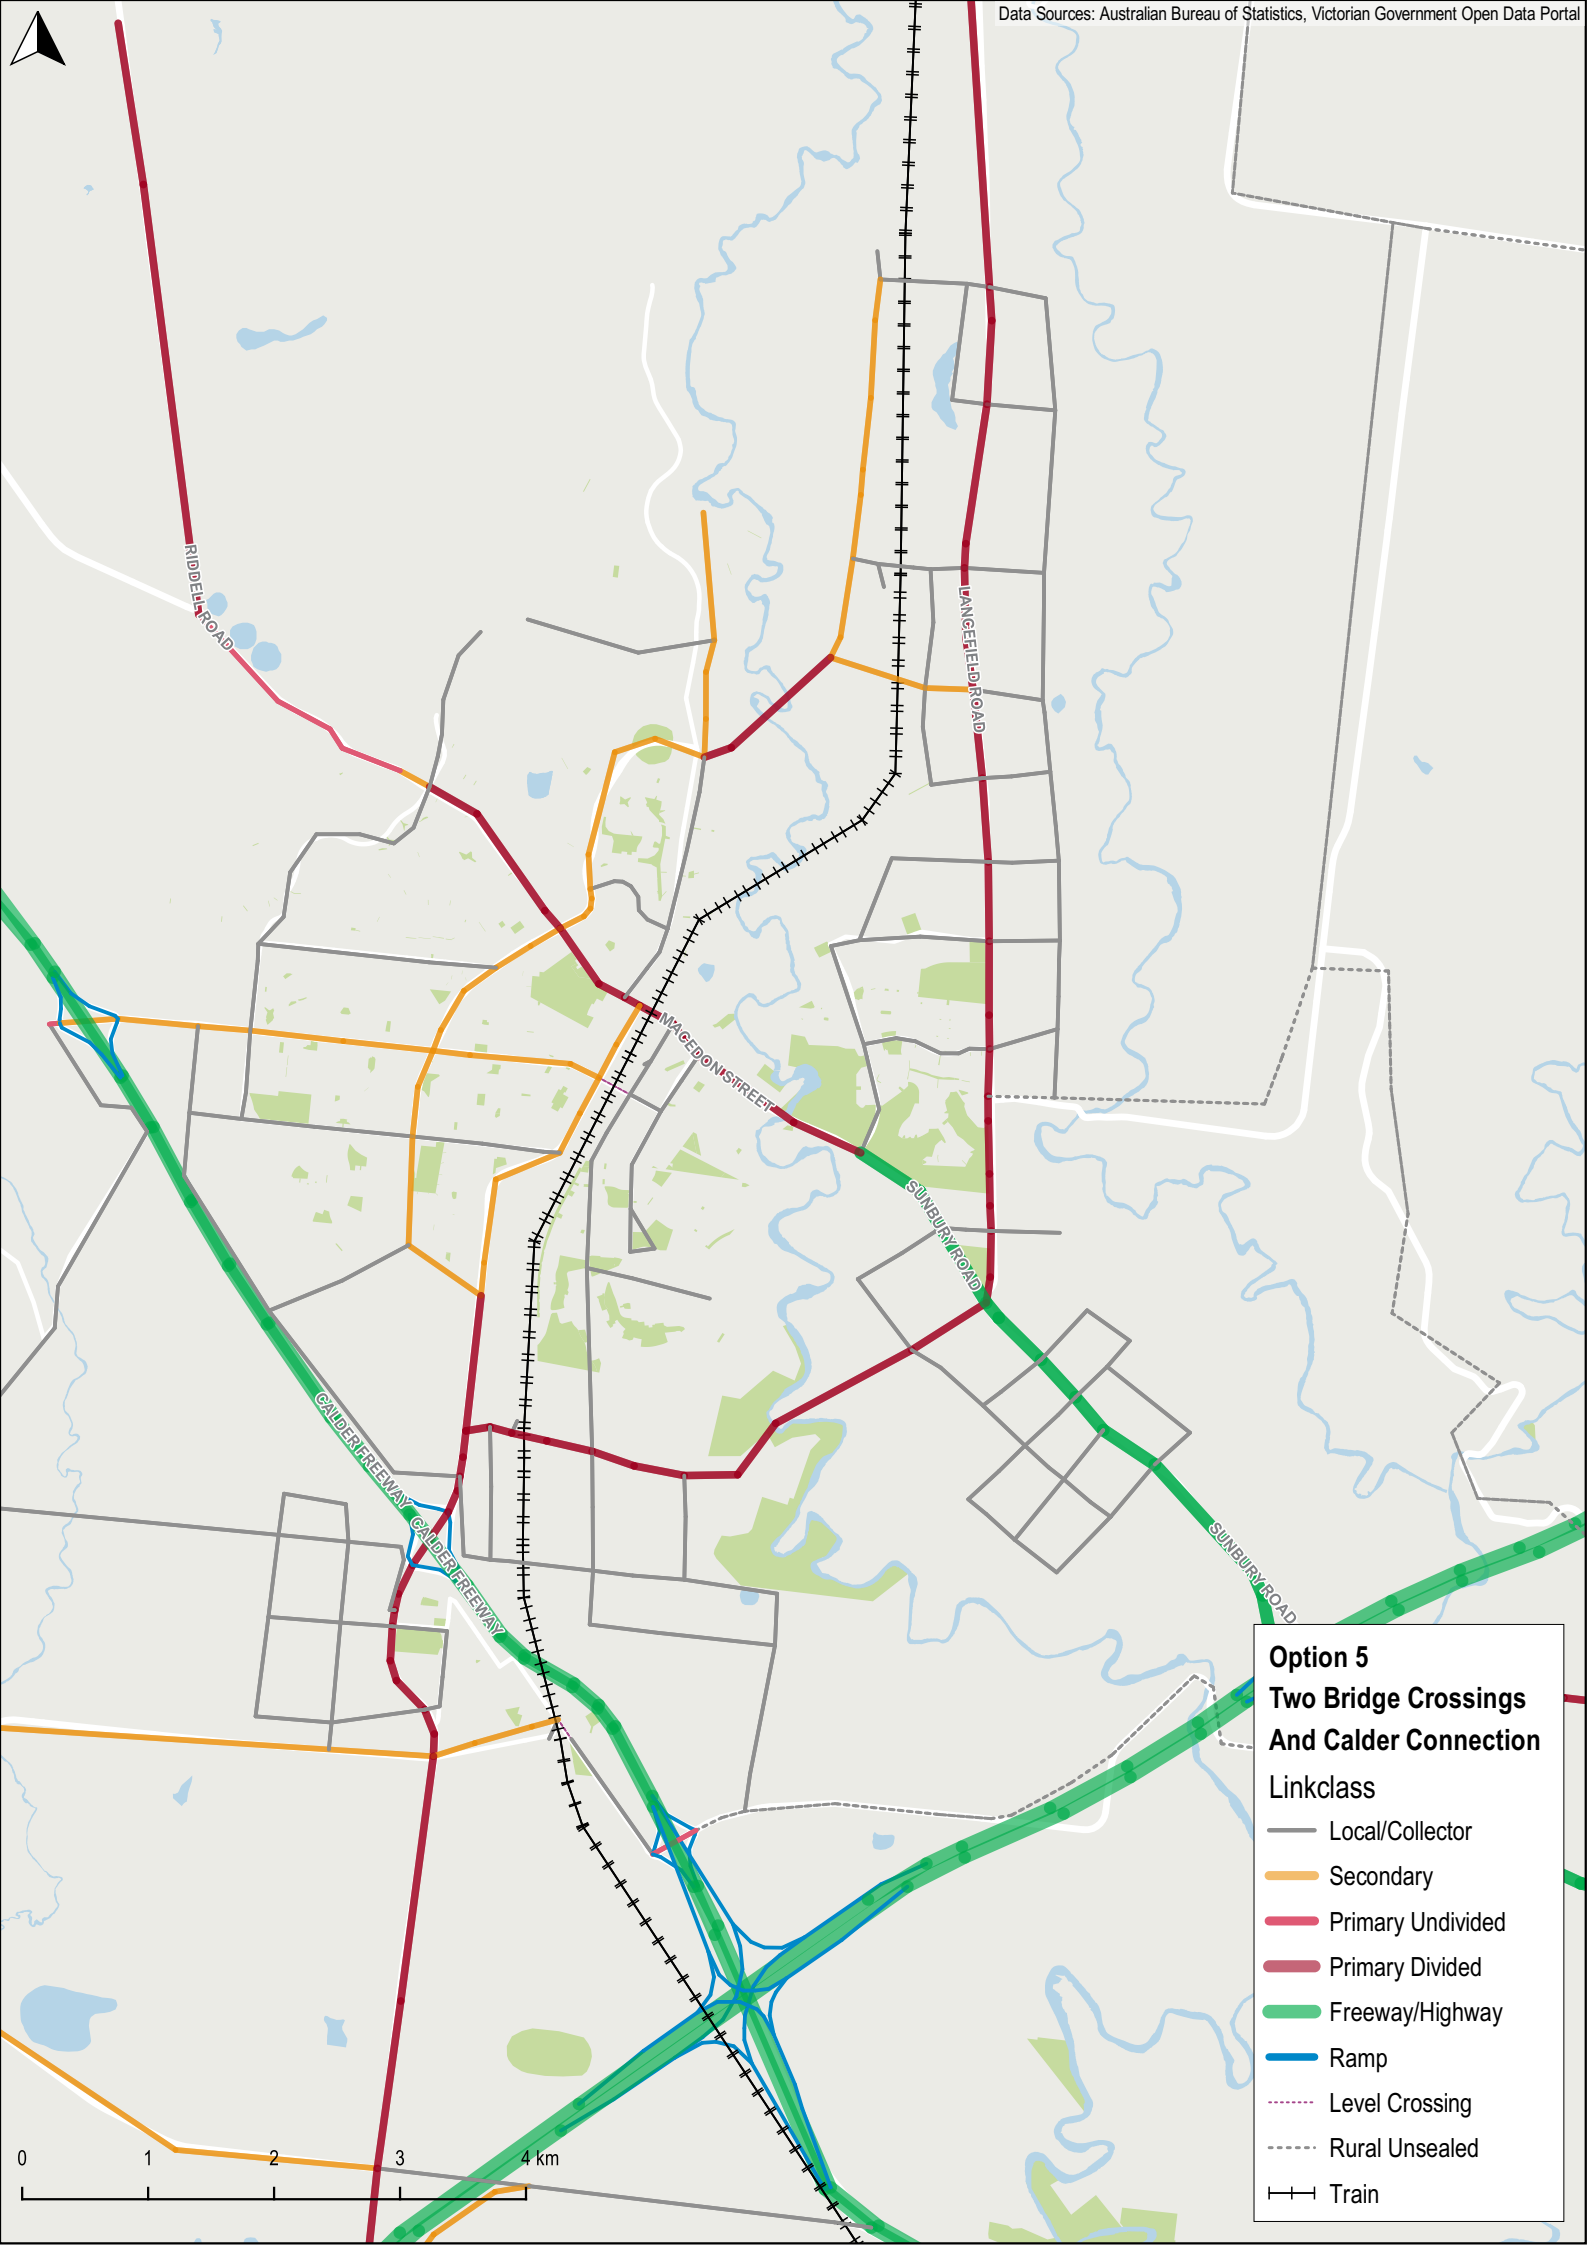 Data Sources: Australian Bureau of Statistics, Victorian Government Open Data Portal
RIDDELL ROAD
LANCEFIELD ROAD
MACEDON STREET
SUNBURY ROAD
CALDER FREEWAY
CALDER FREEWAY
SUNBURY ROAD
Option 5
Two Bridge Crossings
And Calder Connection
Linkclass
Local/Collector
Secondary
Primary Undivided
Primary Divided
Freeway/Highway
Ramp
Level Crossing
Rural Unsealed
Train
0 1 2 3 4 km